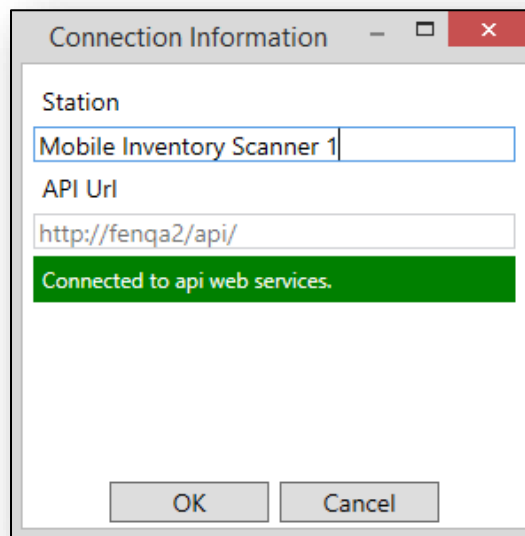 Connection Information
Station
Mobile Inventory Scanner 1
API Url
http://fenqa2/api/
Connected to api web services.
OK
Cancel